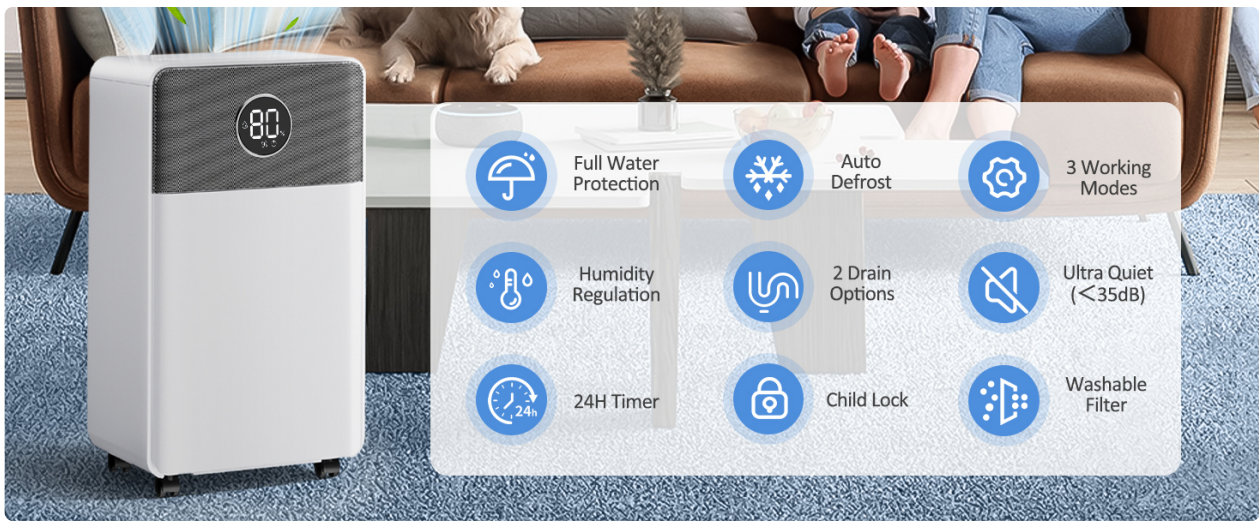 80%
Full Water
Protection
Auto
Defrost
3 Working
Modes
Humidity
Regulation
2 Drain
Options
Ultra Quiet
(＜35dB)
24h
24H Timer
Child Lock
Washable
Filter